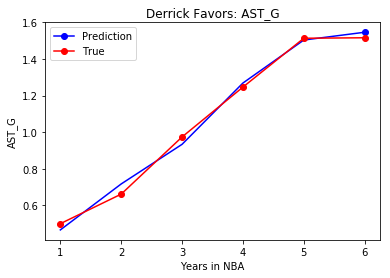 Derrick Favors: AST_G
Prediction
True
1.6
1.4
1.2
1.0
0.8
0.6
AST_G
1 2 3 4 5 6
Years in NBA